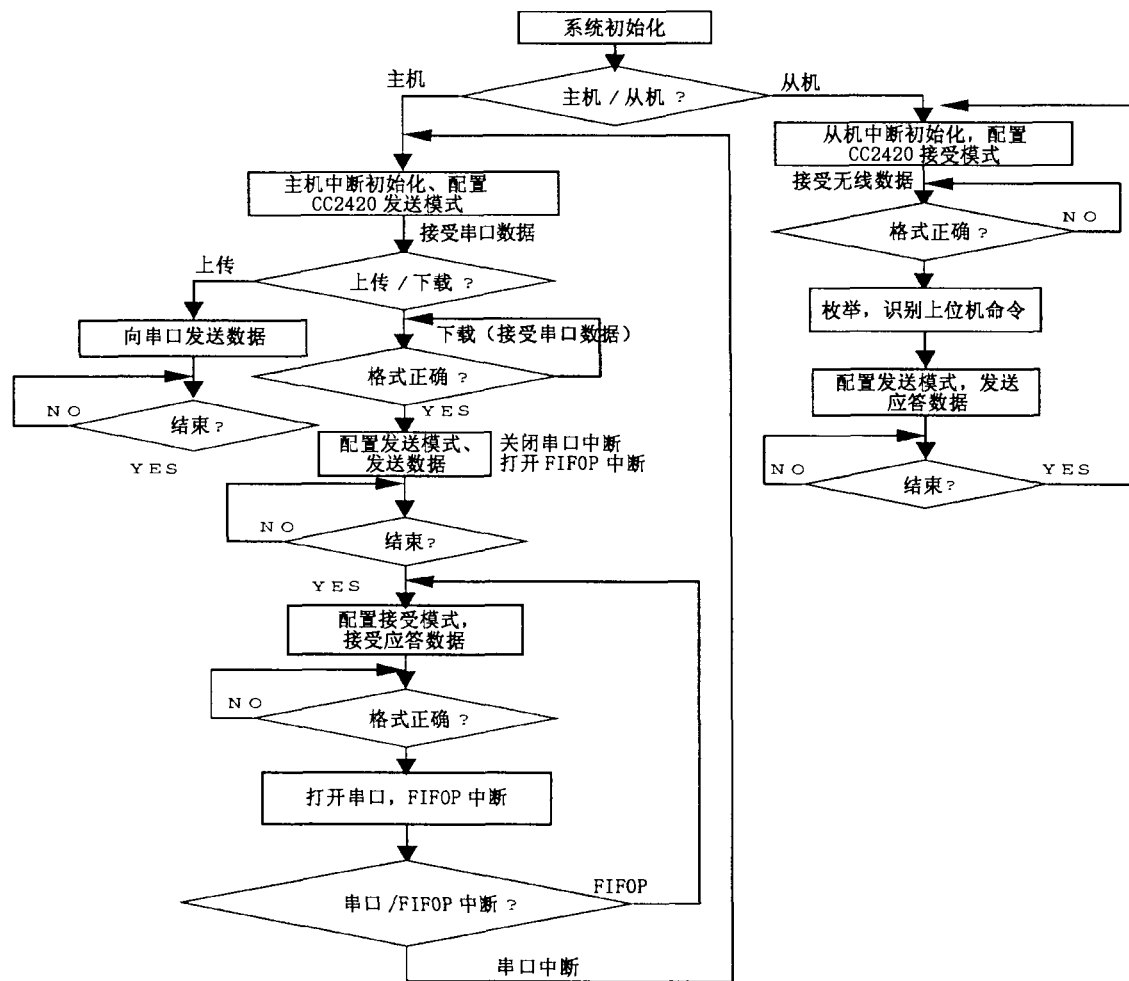 系统初始化
主机
主机 / 从机 ?
从机
从机中断初始化, 配置
CC2420 接受模式
接受无线数据
NO
格式正确 ?
枚举, 识别上位机命令
配置发送模式, 发送
应答数据
NO
结束?
YES
主机中断初始化、配置
CC2420 发送模式
接受串口数据
上传
上传 / 下载 ?
向串口发送数据
NO
结束?
YES
下载 (接受串口数据)
格式正确 ?
YES
配置发送模式、
发送数据
关闭串口中断
打开 FIFOP 中断
NO
结束?
YES
配置接受模式,
接受应答数据
NO
格式正确 ?
打开串口, FIFOP 中断
串口 /FIFOP 中断 ?
FIFOP
串口中断